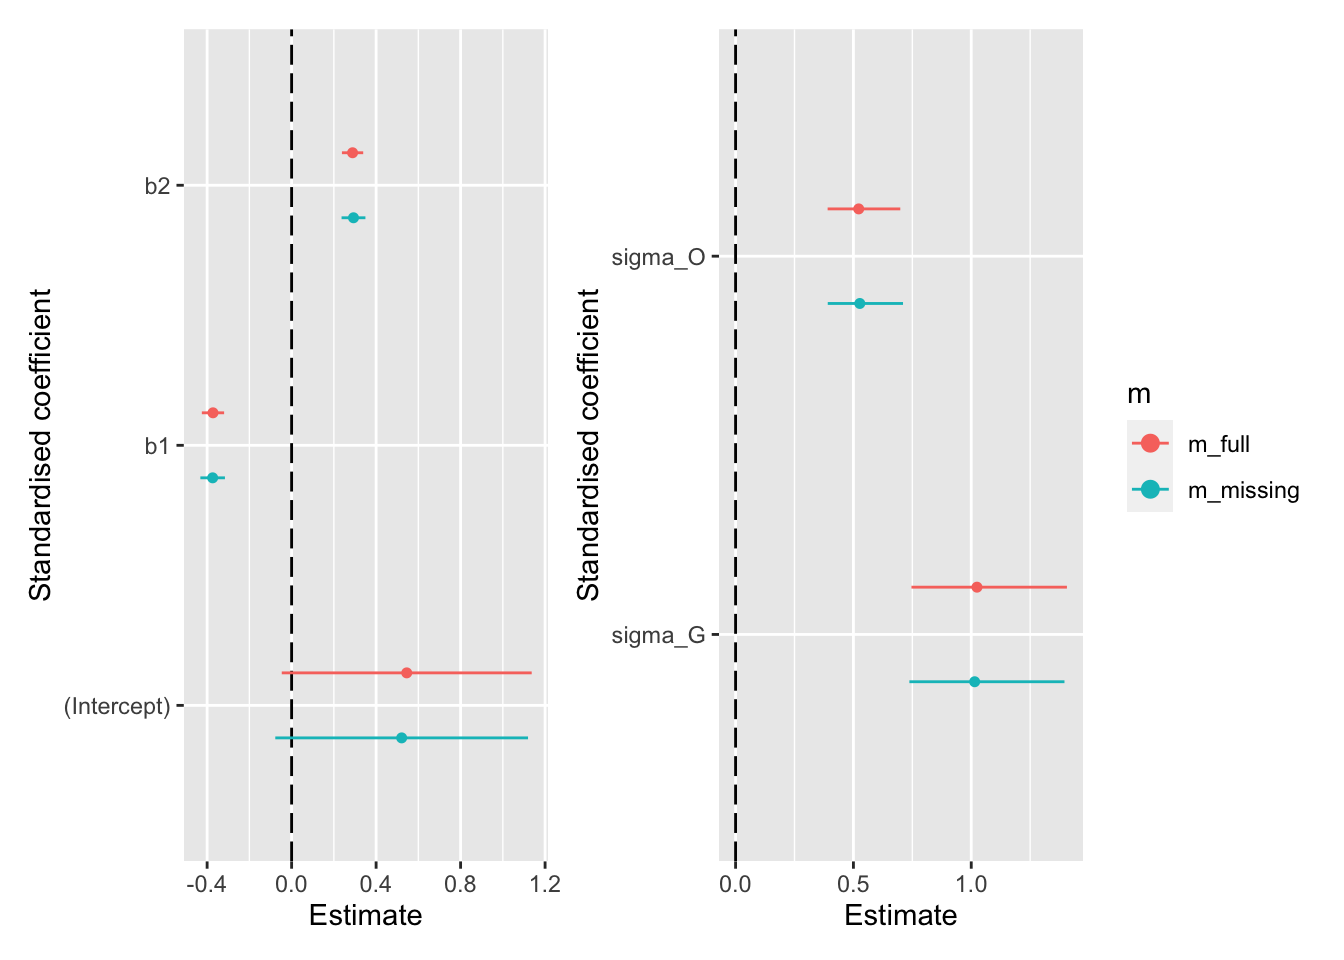 Standardised coefficient
b2
b1
(Intercept)
-0.4
0.0
0.4
0.8
1.2
Estimate
Standardised coefficient
sigma_O
sigma_G
0.0
0.5
1.0
Estimate
m
m_full
m_missing